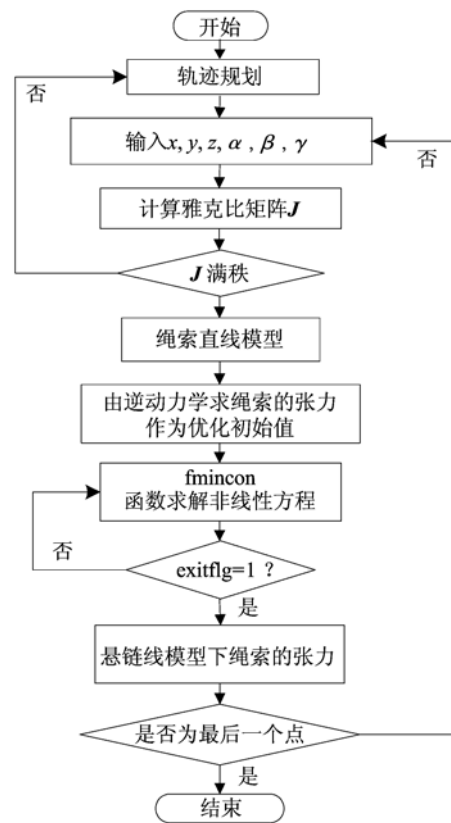 开始
轨迹规划
否
输入x, y, z, α , β , γ
否
计算雅克比矩阵J
J 满秩
绳索直线模型
由逆动力学求绳索的张力
作为优化初始值
fmincon
函数求解非线性方程
否
exitflg=1 ？
是
悬链线模型下绳索的张力
是否为最后一个点
是
结束